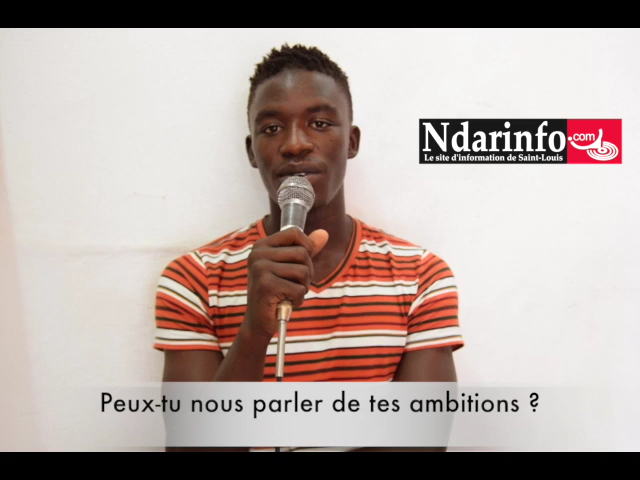 Ndarinfo.com
Le site d'information de Saint-Louis
Peux-tu nous parler de tes ambitions ?